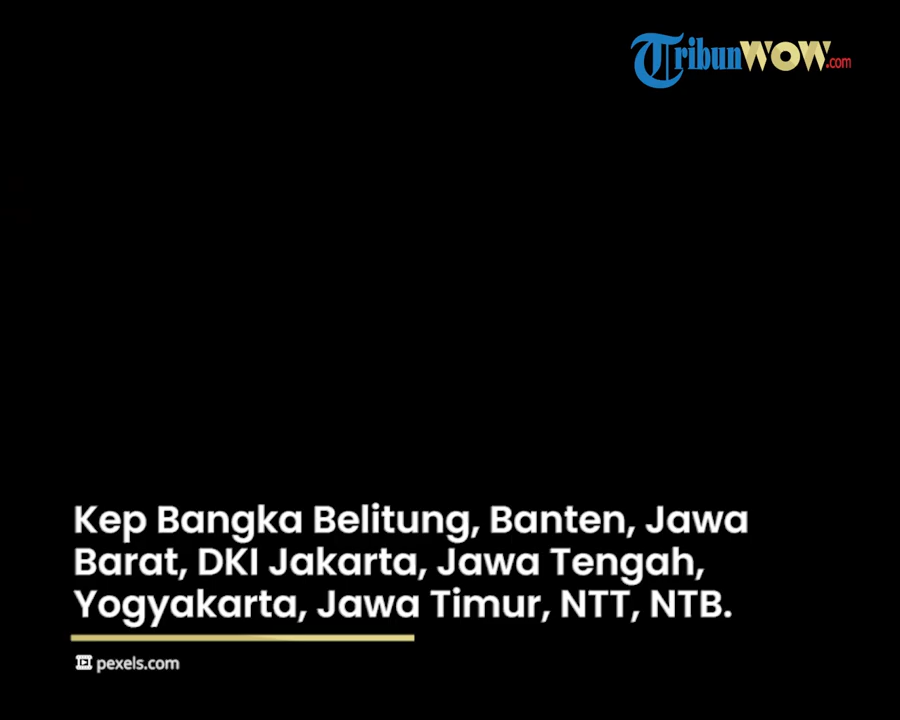 TribunWOW.com
Kep Bangka Belitung, Banten, Jawa
Barat, DKI Jakarta, Jawa Tengah,
Yogyakarta, Jawa Timur, NTT, NTB.
pexels.com